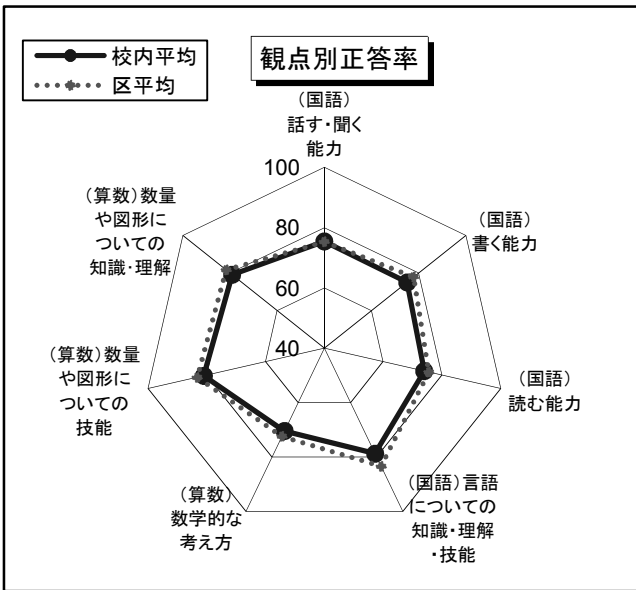 観点別正答率
校内平均
区平均
(国語)
話す・聞く
能力
100
80
60
40
(国語)
書く能力
(国語)
読む能力
(国語)言語
についての
知識・理解
・技能
(算数)
数学的な
考え方
(算数)数量
や図形に
ついての
技能
(算数)数量
や図形に
ついての
知識・理解